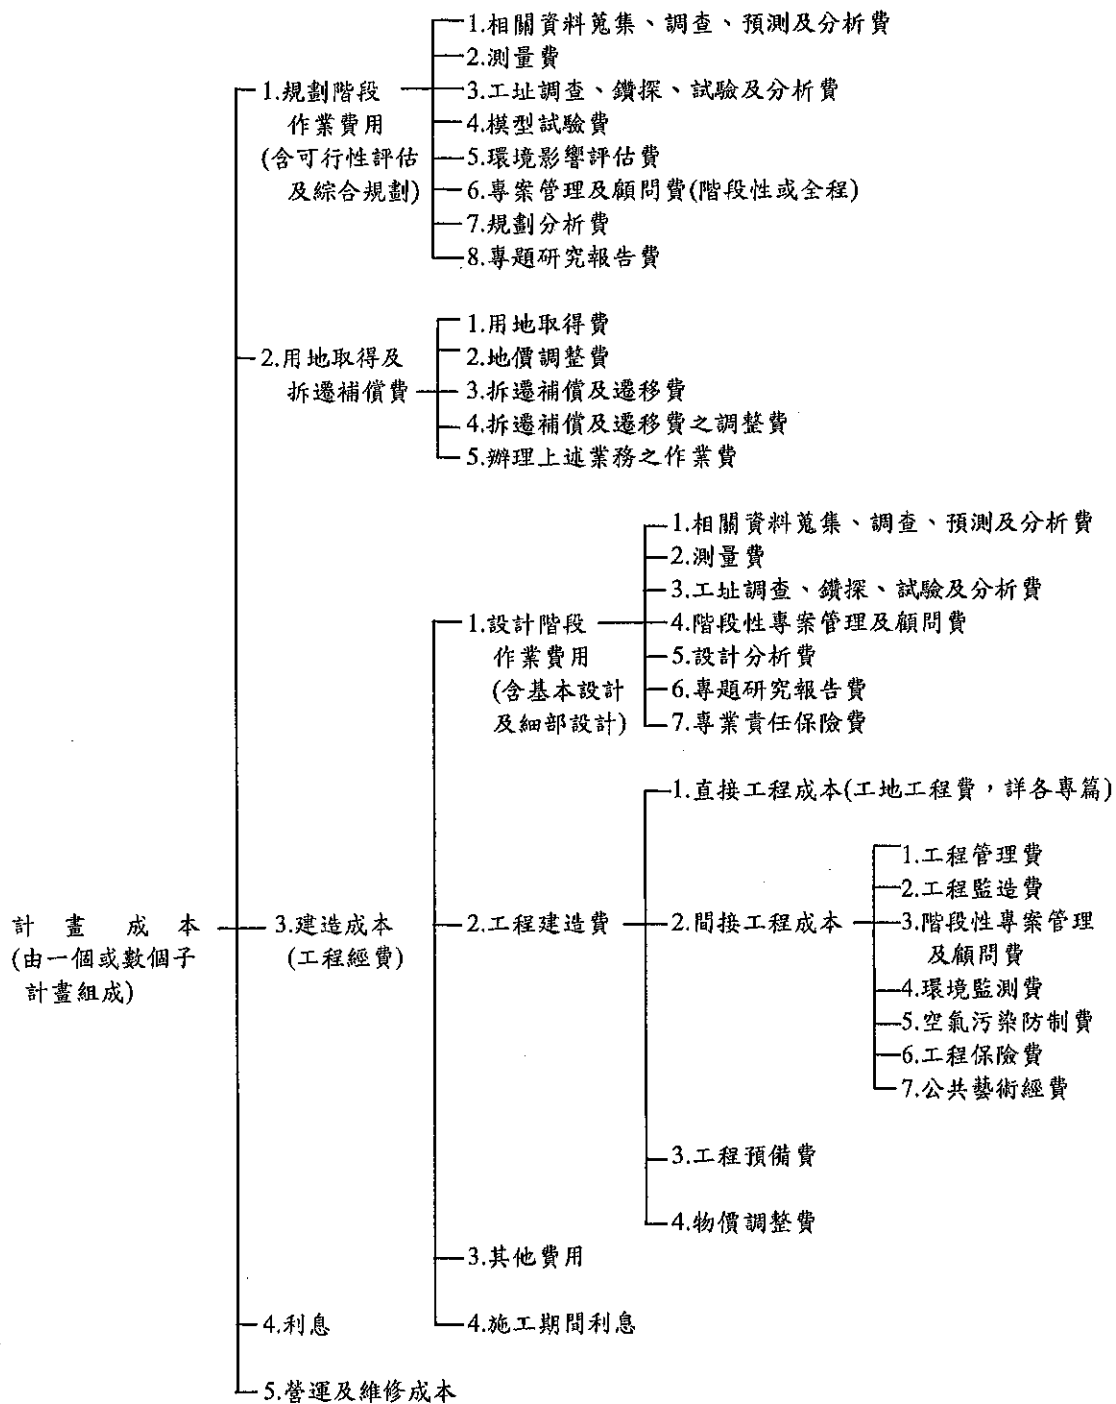 1.相關資料蒐集、調查、預測及分析費
2.測量費
1.規劃階段
作業費用
(含可行性評估
及綜合規劃)
3.工址調查、鑽探、試驗及分析費
4.模型試驗費
5.環境影響評估費
6.專案管理及顧問費(階段性或全程)
7.規劃分析費
8.專題研究報告費
2.用地取得及
拆遷補償費
1.用地取得費
2.地價調整費
3.拆遷補償及遷移費
4.拆遷補償及遷移費之調整費
5.辦理上述業務之作業費
1.設計階段
作業費用
(含基本設計
及細部設計)
1.相關資料蒐集、調查、預測及分析費
2.測量費
3.工址調查、鑽探、試驗及分析費
4.階段性專案管理及顧問費
5.設計分析費
6.專題研究報告費
7.專業責任保險費
計畫成本
(由一個或數個子
計畫組成)
3.建造成本
(工程經費)
2.工程建造費
1.直接工程成本(工地工程費，詳各專篇)
2.間接工程成本
1.工程管理費
2.工程監造費
3.階段性專案管理
及顧問費
4.環境監測費
5.空氣污染防制費
6.工程保險費
7.公共藝術經費
3.工程預備費
4.物價調整費
3.其他費用
4.施工期間利息
4.利息
5.營運及維修成本